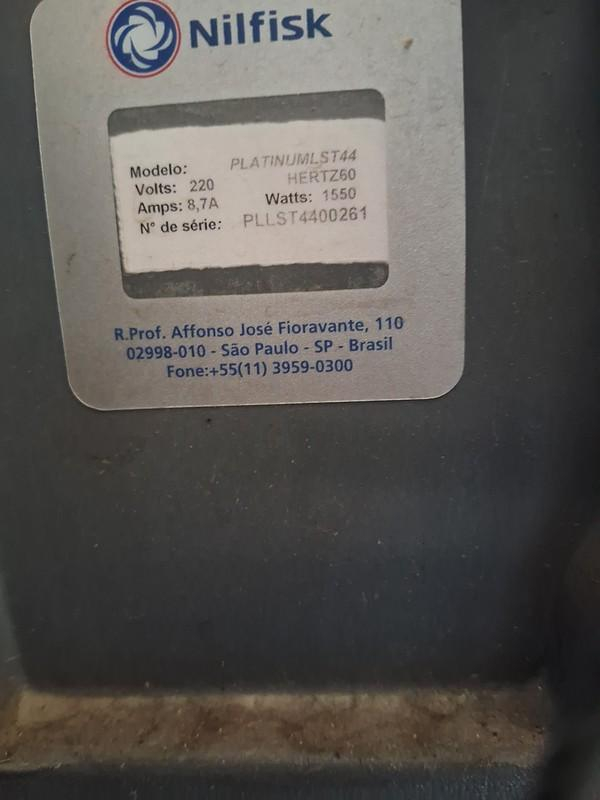 Nilfisk
Modelo: PLATINUMLST44
Volts: 220 HERTZ60
Amps: 8,7A Watts: 1550
N° de série: PLLST4400261
R.Prof. Affonso José Fioravante, 110
02998-010 - São Paulo - SP - Brasil
Fone:+55(11) 3959-0300